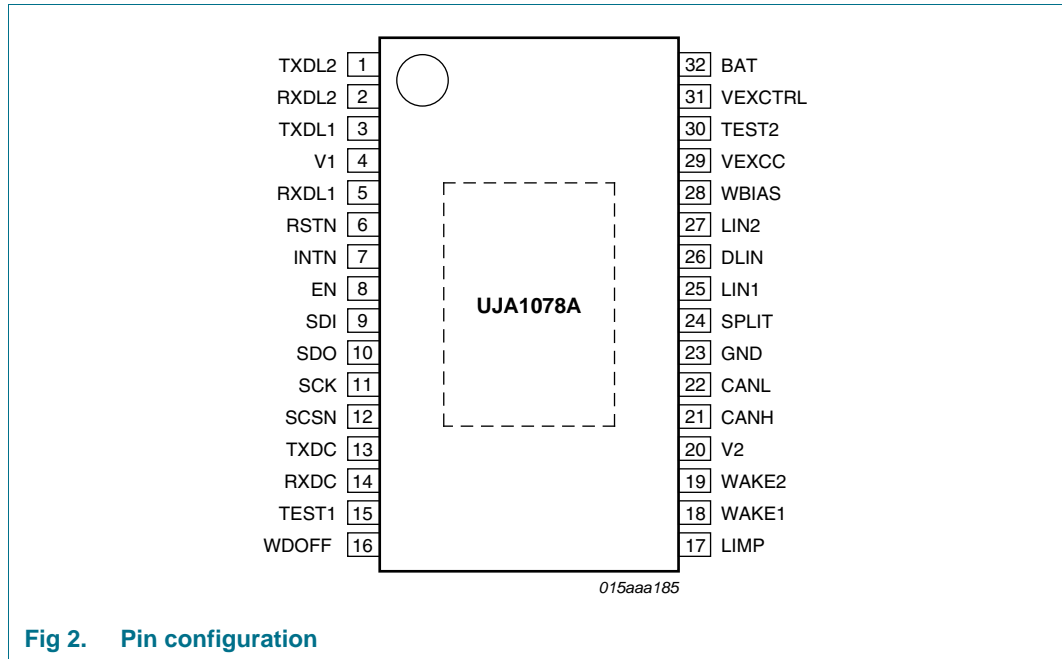 TXDL2 1 32 BAT
RXDL2 2 31 VEXCTRL
TXDL1 3 30 TEST2
V1 4 29 VEXCC
RXDL1 5 28 WBIAS
RSTN 6 27 LIN2
INTN 7 26 DLIN
EN 8 25 LIN1
UJA1078A
SDI 9 24 SPLIT
SDO 10 23 GND
SCK 11 22 CANL
SCSN 12 21 CANH
TXDC 13 20 V2
RXDC 14 19 WAKE2
TEST1 15 18 WAKE1
WDOFF 16 17 LIMP
015aaa185
Fig 2. Pin configuration